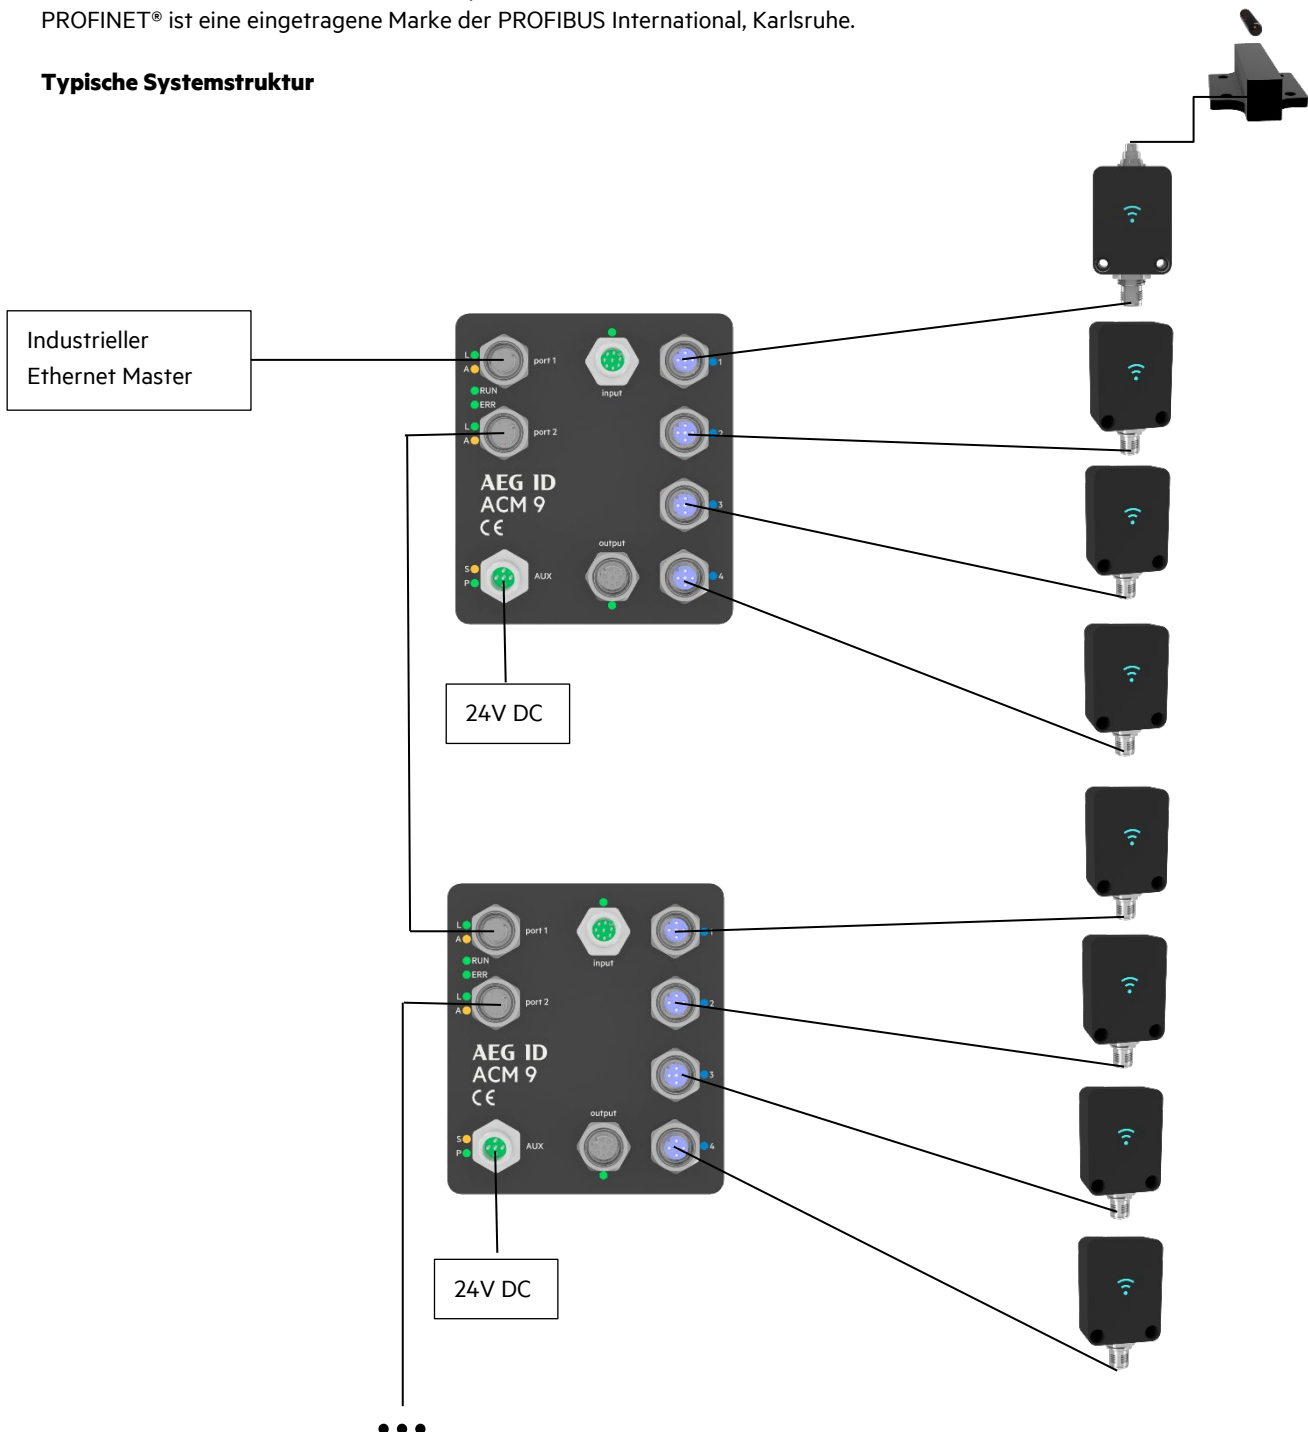 PROFINET® ist eine eingetragene Marke der PROFIBUS International, Karlsruhe.
Typische Systemstruktur
Industrieller
Ethernet Master
L
A
port 1
input
1
RUN
ERR
L
A
port 2
2
AEG ID
ACM 9
CE
3
output
S
P
AUX
4
24V DC
L
A
port 1
input
1
RUN
ERR
L
A
port 2
2
AEG ID
ACM 9
CE
3
output
S
P
AUX
4
24V DC
•••